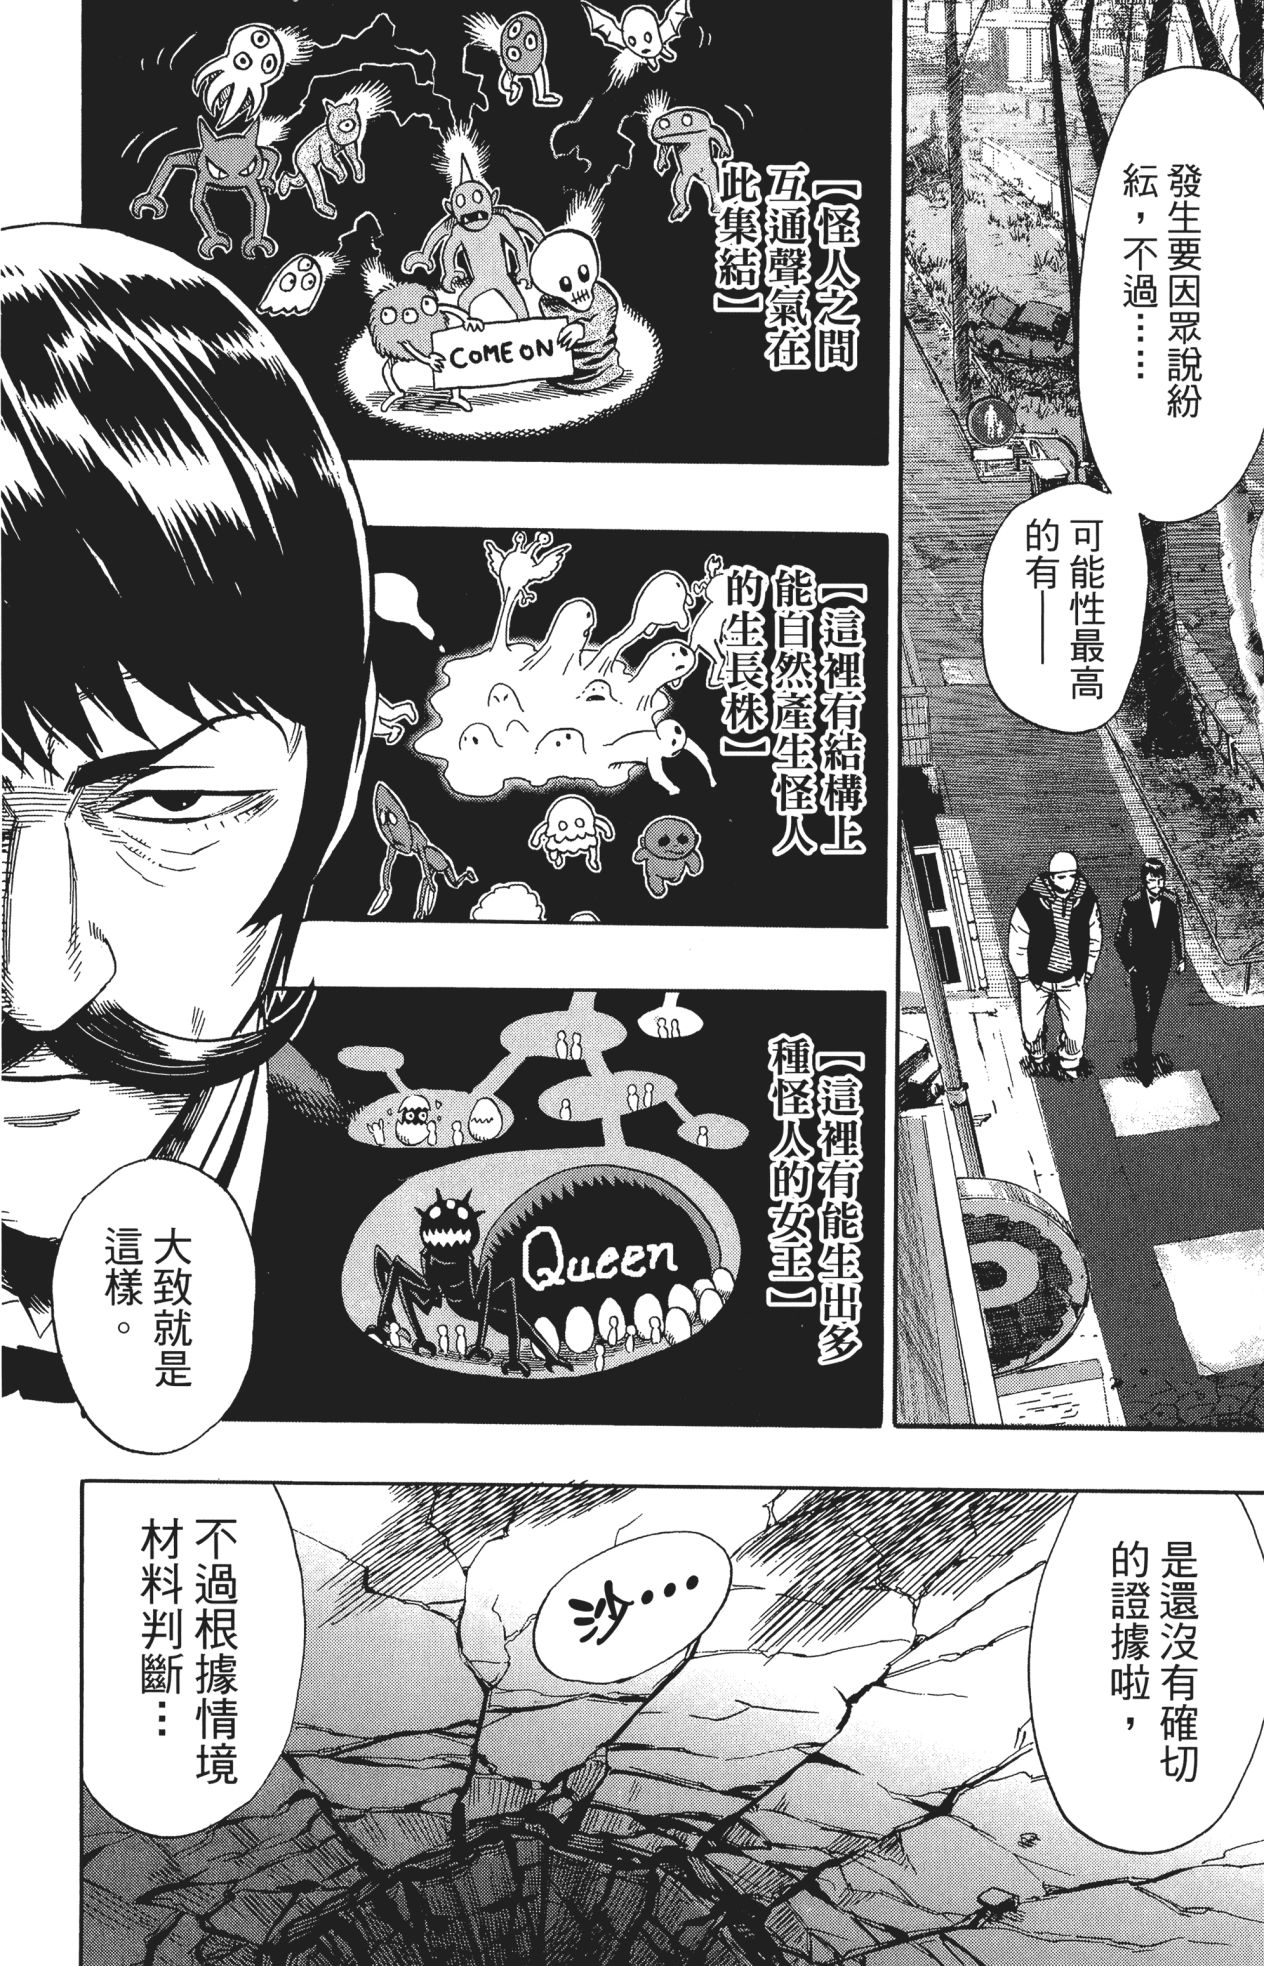 發生要因眾說紛
紜，不過……
可能性最高
的有——
【怪人之間
互通聲氣在
此集結】
COME ON
【這裡有結構上
能自然產生怪人
的生長株】
【這裡有能生出多
種怪人的女王】
Queen
大致就是
這樣。
是還沒有確切
的證據啦，
沙…
不過根據情境
材料判斷…